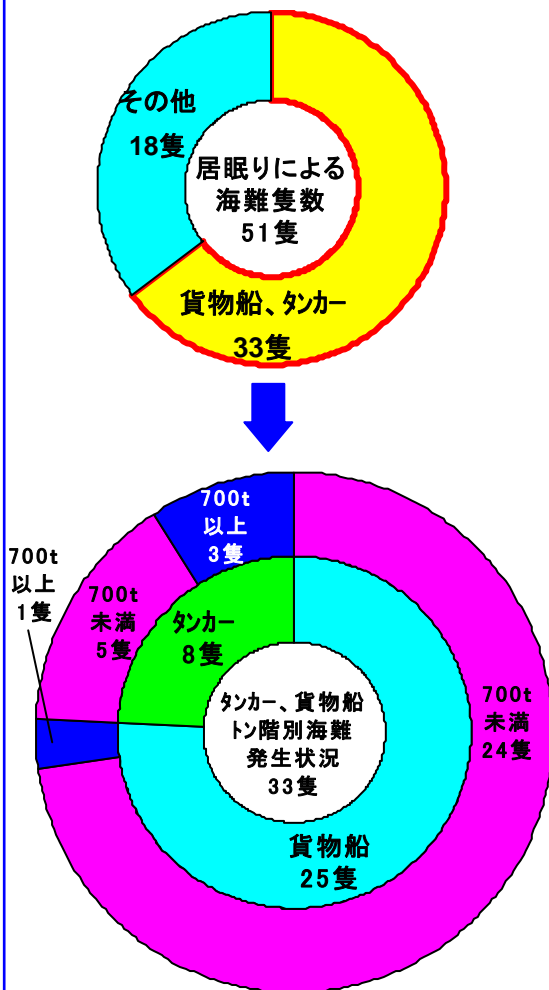 その他
18隻
居眠りによる
海難隻数
51隻
貨物船、タンカー
33隻
700t
以上
3隻
700t
以上
1隻
700t
未満
5隻
タンカー
8隻
タンカー、貨物船
トン階別海難
発生状況
33隻
700t
未満
24隻
貨物船
25隻